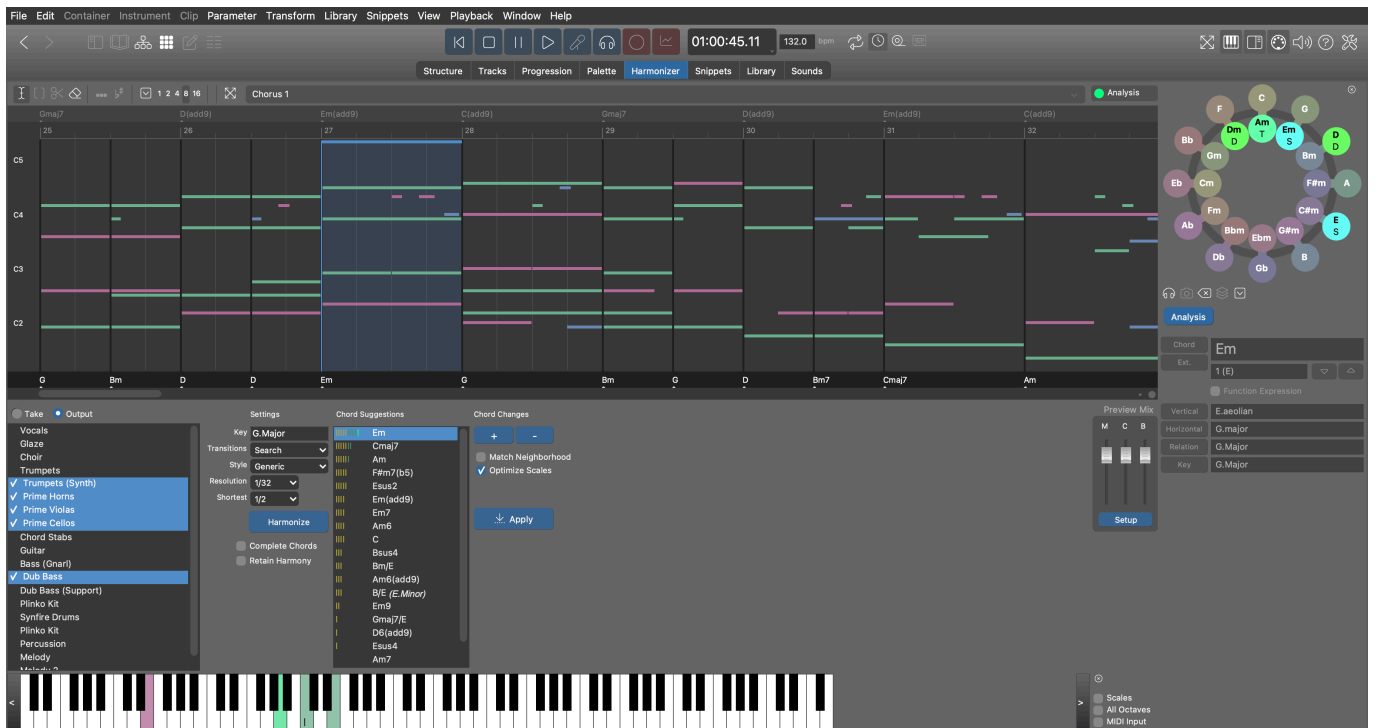 File Edit Container Instrument Clip Parameter Transform Library Snippets View Playback Window Help
01:00:45.11 132.0 bpm
Structure Tracks Progression Palette Harmonizer Snippets Library Sounds
1 2 4 8 16 Chorus 1 Analysis
Gmaj7 D(add9) Em(add9) C(add9) Gmaj7 D(add9) Em(add9) C(add9)
25 26 27 28 29 30 31 32
C5
C4
C3
C2
G Bm D D Em G Bm G D Bm7 Cmaj7 Am
C
F G
Am
T
Dm
D
Em
S
Bb
D
D
Gm Bm
Eb Cm F#m A
Fm C#m
Ab
E
S
Bbm Ebm G#m
Db Gb B
Analysis
Chord Em
Ext. 1 (E)
Function Expression
Vertical E.aeolian
Horizontal G.major
Relation G.Major
Key G.Major
Take Output
Vocals
Glaze
Choir
Trumpets
Trumpets (Synth)
Prime Horns
Prime Violas
Prime Cellos
Chord Stabs
Guitar
Bass (Gnarl)
Dub Bass
Dub Bass (Support)
Plinko Kit
Synfire Drums
Plinko Kit
Percussion
Melody
Melody 2
Settings
Key G.Major
Transitions Search
Style Generic
Resolution 1/32
Shortest 1/2
Harmonize
Complete Chords
Retain Harmony
Chord Suggestions
Em
Cmaj7
Am
F#m7(b5)
Esus2
Em(add9)
Em7
Am6
C
Bsus4
Bm/E
Am6(add9)
B/E (E.Minor)
Em9
Gmaj7/E
D6(add9)
Esus4
Am7
Chord Changes
+ -
Match Neighborhood
Optimize Scales
Apply
Preview Mix
M C B
Setup
< I >
Scales
All Octaves
MIDI Input